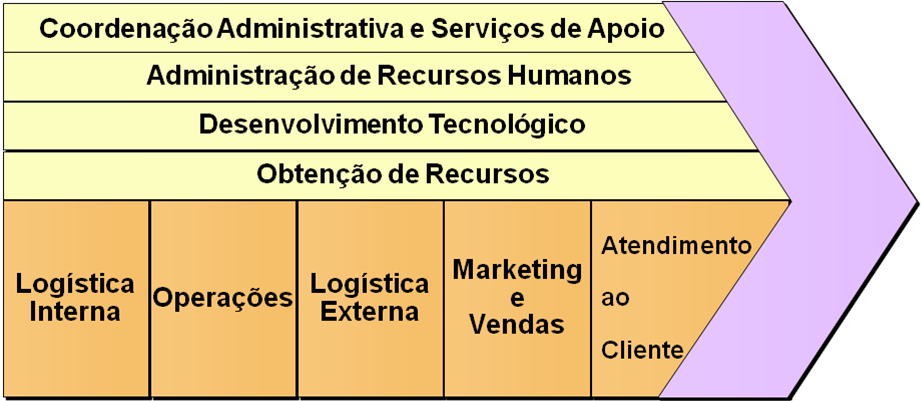 Coordenação Administrativa e Serviços de Apoio
Administração de Recursos Humanos
Desenvolvimento Tecnológico
Obtenção de Recursos
Logística
Interna
Operações
Logística
Externa
Marketing
e
Vendas
Atendimento
ao
Cliente